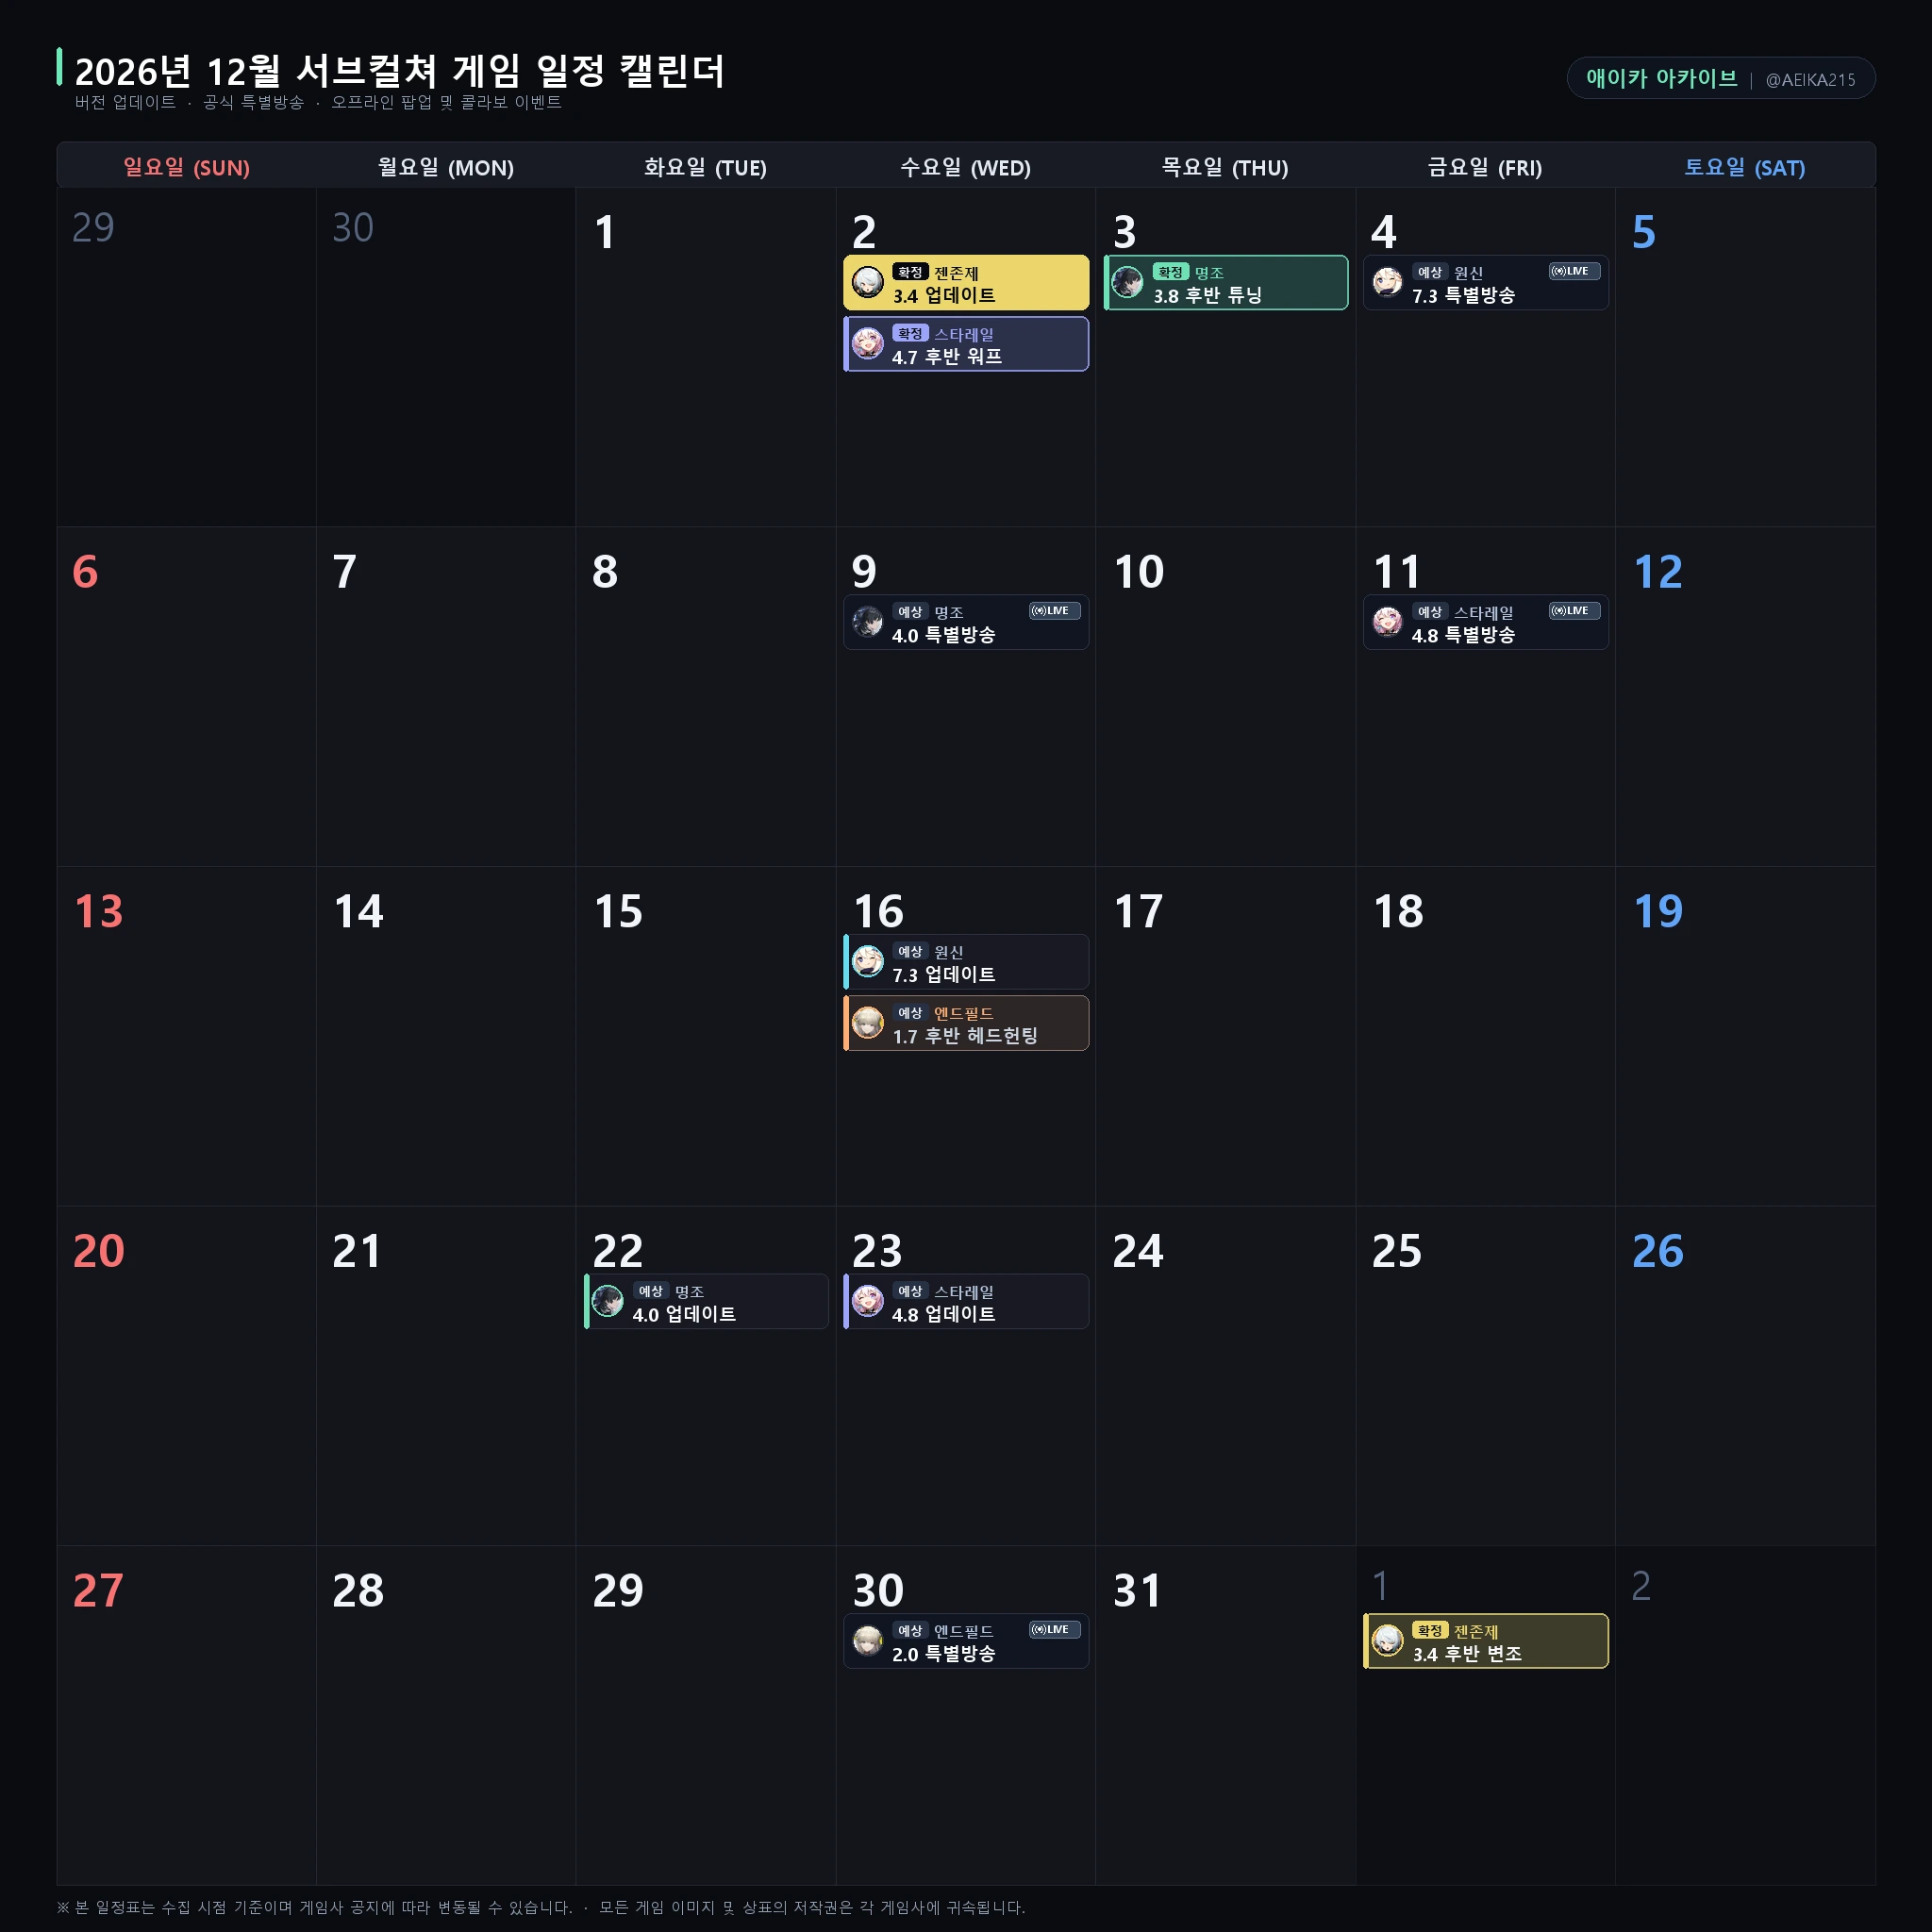 2026년 12월 서브컬쳐 게임 일정 캘린더
버전 업데이트 · 공식 특별방송 · 오프라인 팝업 및 콜라보 이벤트
애이카 아카이브 | @AEIKA215
일요일 (SUN) 월요일 (MON) 화요일 (TUE) 수요일 (WED) 목요일 (THU) 금요일 (FRI) 토요일 (SAT)
29 30 1 2 3 4 5
확정 젠존제
3.4 업데이트
확정 스타레일
4.7 후반 워프
확정 명조
3.8 후반 튜닝
예상 원신 LIVE
7.3 특별방송
6 7 8 9 10 11 12
예상 명조 LIVE
4.0 특별방송
예상 스타레일 LIVE
4.8 특별방송
13 14 15 16 17 18 19
예상 원신
7.3 업데이트
예상 엔드필드
1.7 후반 헤드헌팅
20 21 22 23 24 25 26
예상 명조
4.0 업데이트
예상 스타레일
4.8 업데이트
27 28 29 30 31 1 2
예상 엔드필드 LIVE
2.0 특별방송
확정 젠존제
3.4 후반 변조
※ 본 일정표는 수집 시점 기준이며 게임사 공지에 따라 변동될 수 있습니다. · 모든 게임 이미지 및 상표의 저작권은 각 게임사에 귀속됩니다.